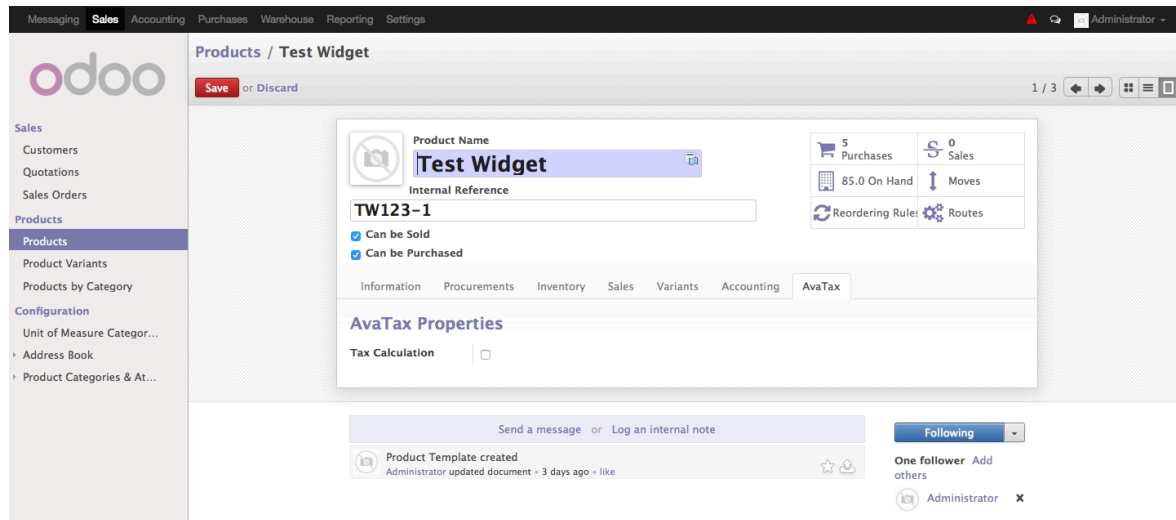 Messaging Sales Accounting Purchases Warehouse Reporting Settings Administrator
odoo
Products / Test Widget
Save or Discard
1 / 3
Sales
Customers
Quotations
Sales Orders
Products
Products
Product Variants
Products by Category
Configuration
Unit of Measure Categor...
Address Book
Product Categories & At...
Product Name
Test Widget
Internal Reference
TW123-1
Can be Sold
Can be Purchased
5 Purchases
0 Sales
85.0 On Hand
Moves
Reordering Rules
Routes
Information Procurements Inventory Sales Variants Accounting AvaTax
AvaTax Properties
Tax Calculation
Send a message or Log an internal note
Product Template created
Administrator updated document • 3 days ago • like
Following
One follower Add
others
Administrator x